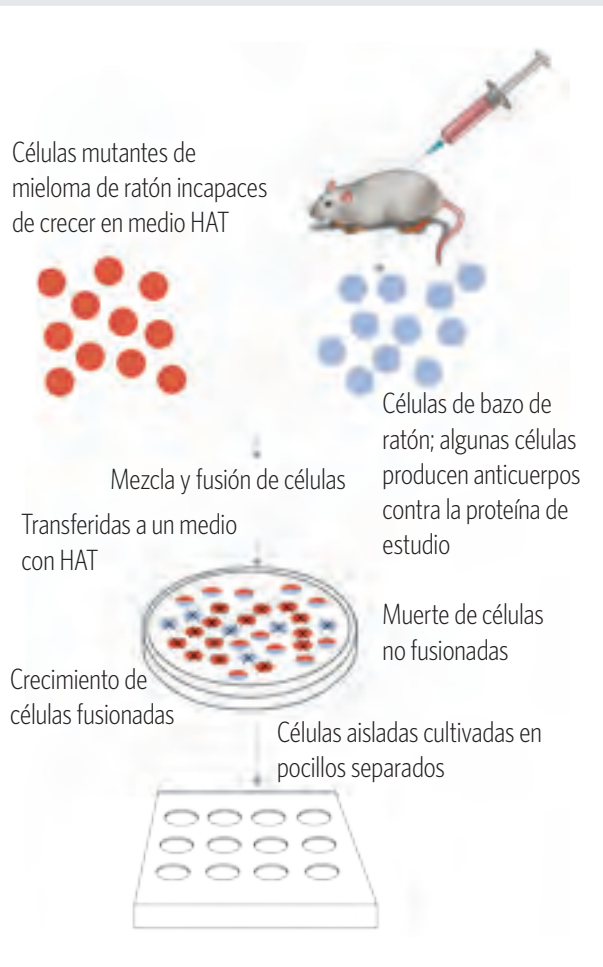 Células mutantes de
mieloma de ratón incapaces
de crecer en medio HAT
Células de bazo de
ratón; algunas células
producen anticuerpos
contra la proteína de
estudio
Mezcla y fusión de células
Transferidas a un medio
con HAT
Muerte de células
no fusionadas
Crecimiento de
células fusionadas
Células aisladas cultivadas en
pocillos separados